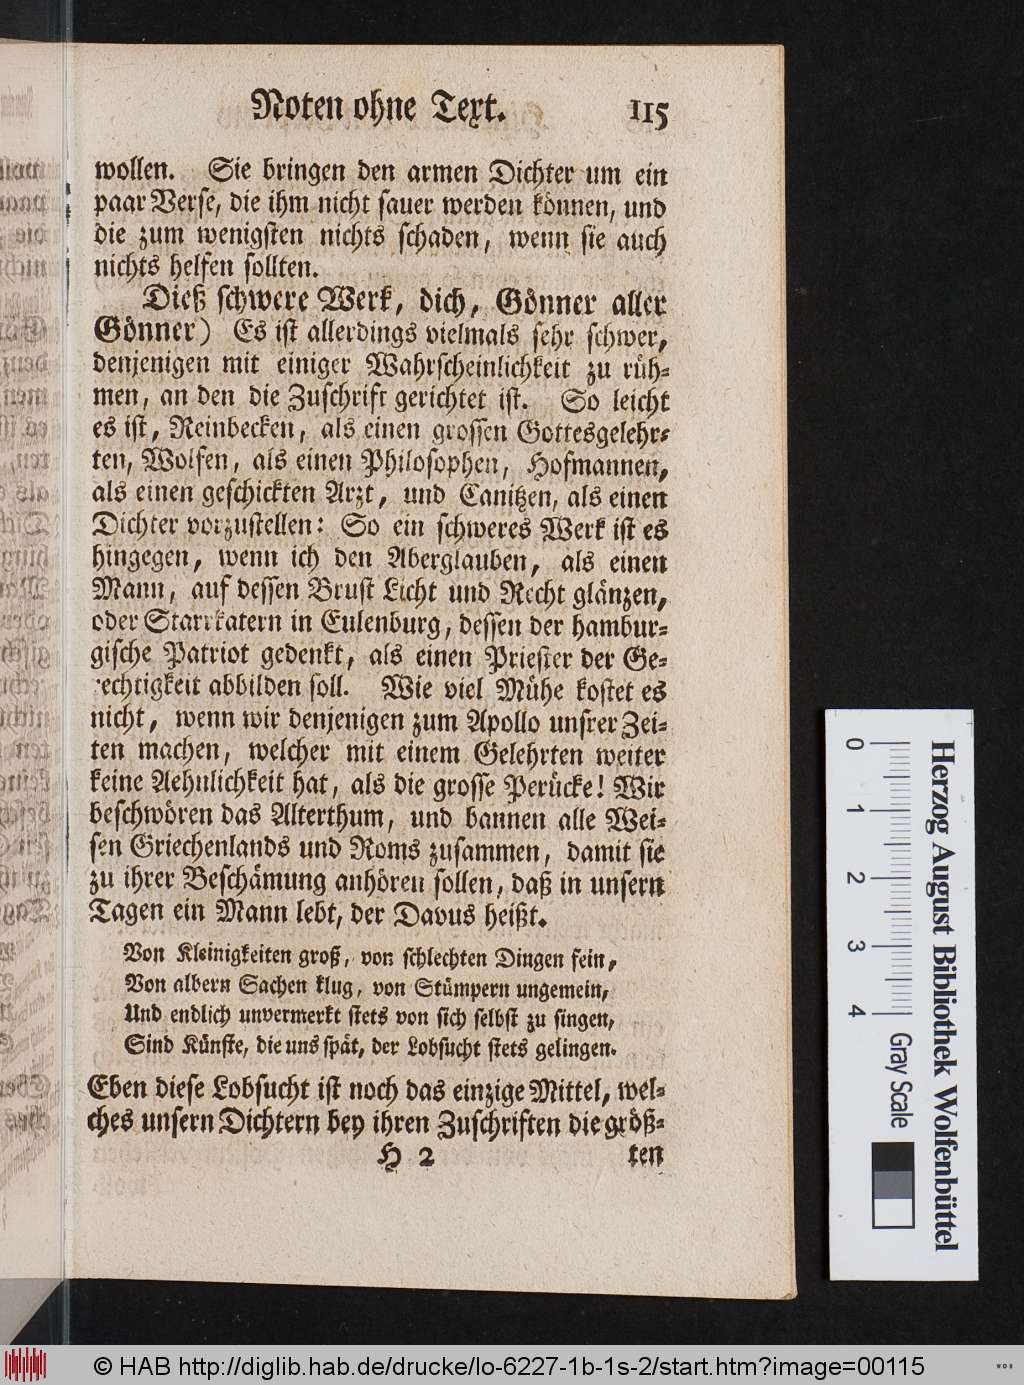 Noten ohne Text. 115
wollen. Sie bringen den armen Dichter um ein
paar Verse, die ihm nicht sauer werden können, und
die zum wenigsten nichts schaden, wenn sie auch
nichts helfen sollten.
Dieß schwere Werk, dich, Gönner aller
Gönner) Es ist allerdings vielmals sehr schwer,
denjenigen mit einiger Wahrscheinlichkeit zu rüh-
men, an den die Zuschrift gerichtet ist. So leicht
es ist, Reinbecken, als einen grossen Gottesgelehr-
ten, Wolfen, als einen Philosophen, Hofmannen,
als einen geschickten Arzt, und Canitzen, als einen
Dichter vorzustellen: So ein schweres Werk ist es
hingegen, wenn ich den Aberglauben, als einen
Mann, auf dessen Brust Licht und Recht glänzen,
oder Starrkatern in Eulenburg, dessen der hambur-
gische Patriot gedenkt, als einen Priester der Ge-
rechtigkeit abbilden soll. Wie viel Mühe kostet es
nicht, wenn wir denjenigen zum Apollo unsrer Zei-
ten machen, welcher mit einem Gelehrten weiter
keine Aehnlichkeit hat, als die grosse Perücke! Wir
beschwören das Alterthum, und bannen alle Wei-
sen Griechenlands und Roms zusammen, damit sie
zu ihrer Beschämung anhören sollen, daß in unsern
Tagen ein Mann lebt, der Davus heißt.
Von Kleinigkeiten groß, von schlechten Dingen fein,
Von albern Sachen klug, von Stümpern ungemein,
Und endlich unvermerkt stets von sich selbst zu singen,
Sind Künste, die uns spät, der Lobsucht stets gelingen.
Eben diese Lobsucht ist noch das einzige Mittel, wel-
ches unsern Dichtern bey ihren Zuschriften die größ-
H 2 ten
Herzog August Bibliothek Wolfenbüttel
0 1 2 3 4 Gray Scale
© HAB http://diglib.hab.de/drucke/lo-6227-1b-1s-2/start.htm?image=00115